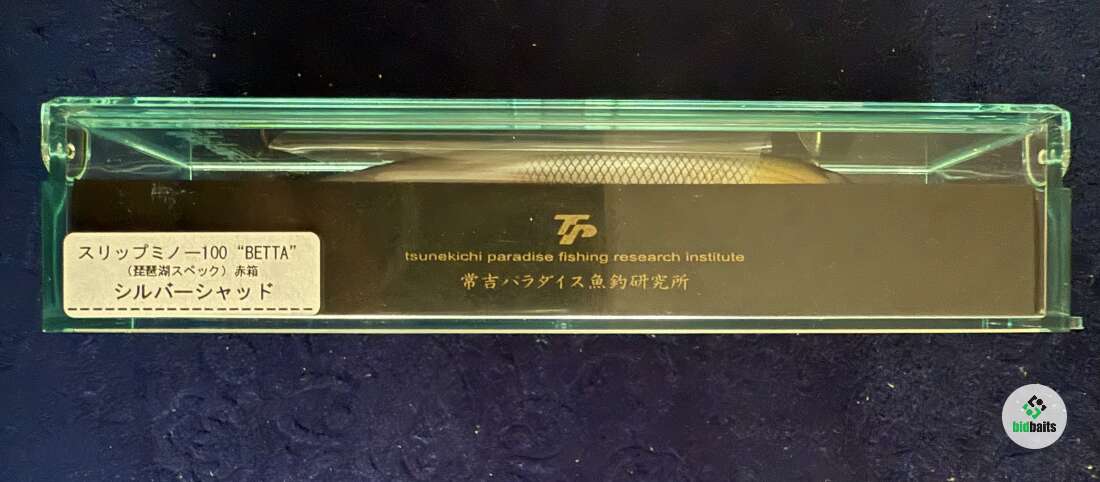 スリップミノー100 “BETTA”
(琵琶湖スペック) 赤箱
シルバーシャッド
TP
tsunekichi paradise fishing research institute
常吉パラダイス魚釣研究所
bidbaits